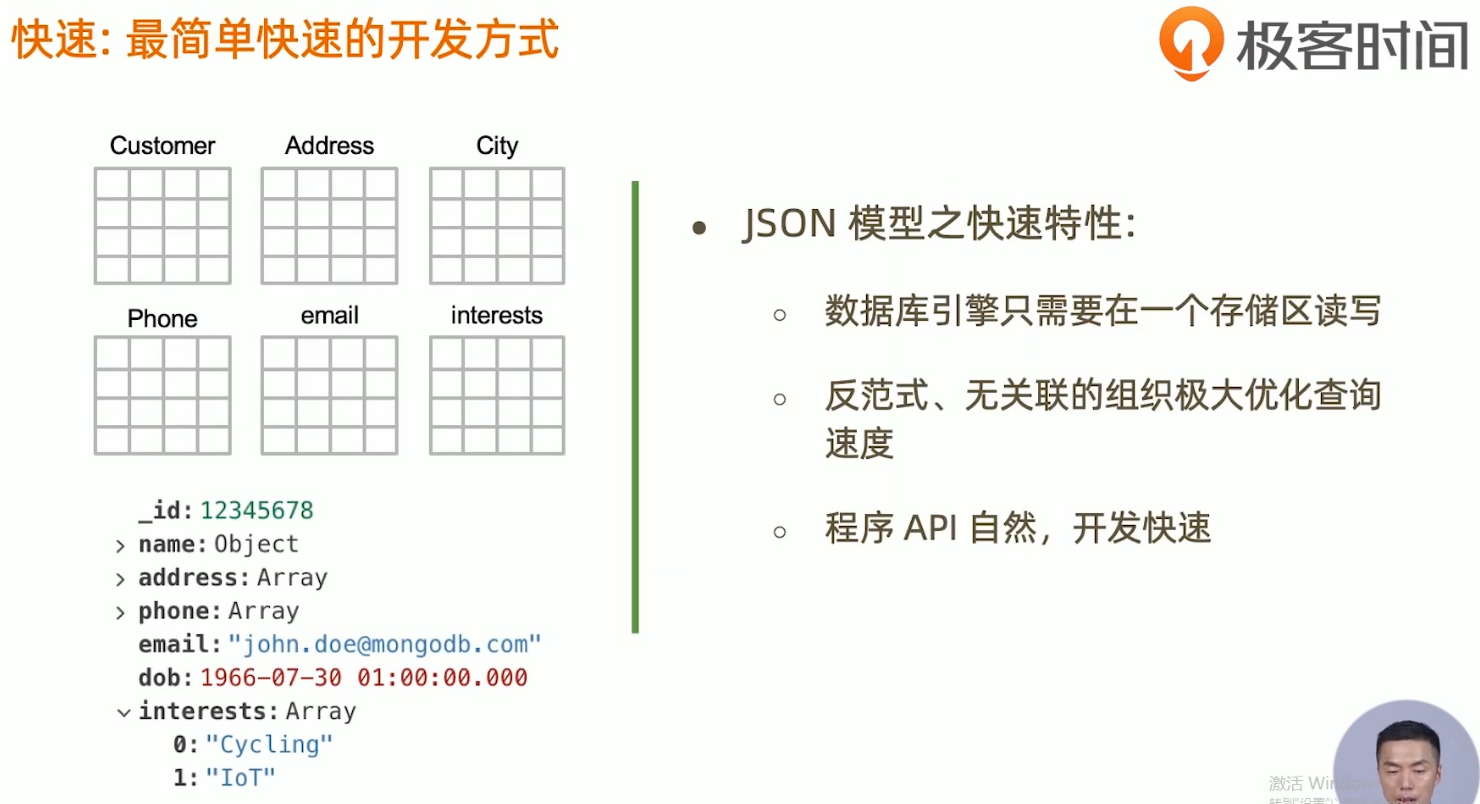 快速: 最简单快速的开发方式
极客时间
Customer
Address
City
Phone
email
interests
_id: 12345678
name: Object
address: Array
phone: Array
email: "john.doe@mongodb.com"
dob: 1966-07-30 01:00:00.000
interests: Array
0: "Cycling"
1: "IoT"
JSON 模型之快速特性：
数据库引擎只需要在一个存储区读写
反范式、无关联的组织极大优化查询
速度
程序 API 自然，开发快速
激活 Window